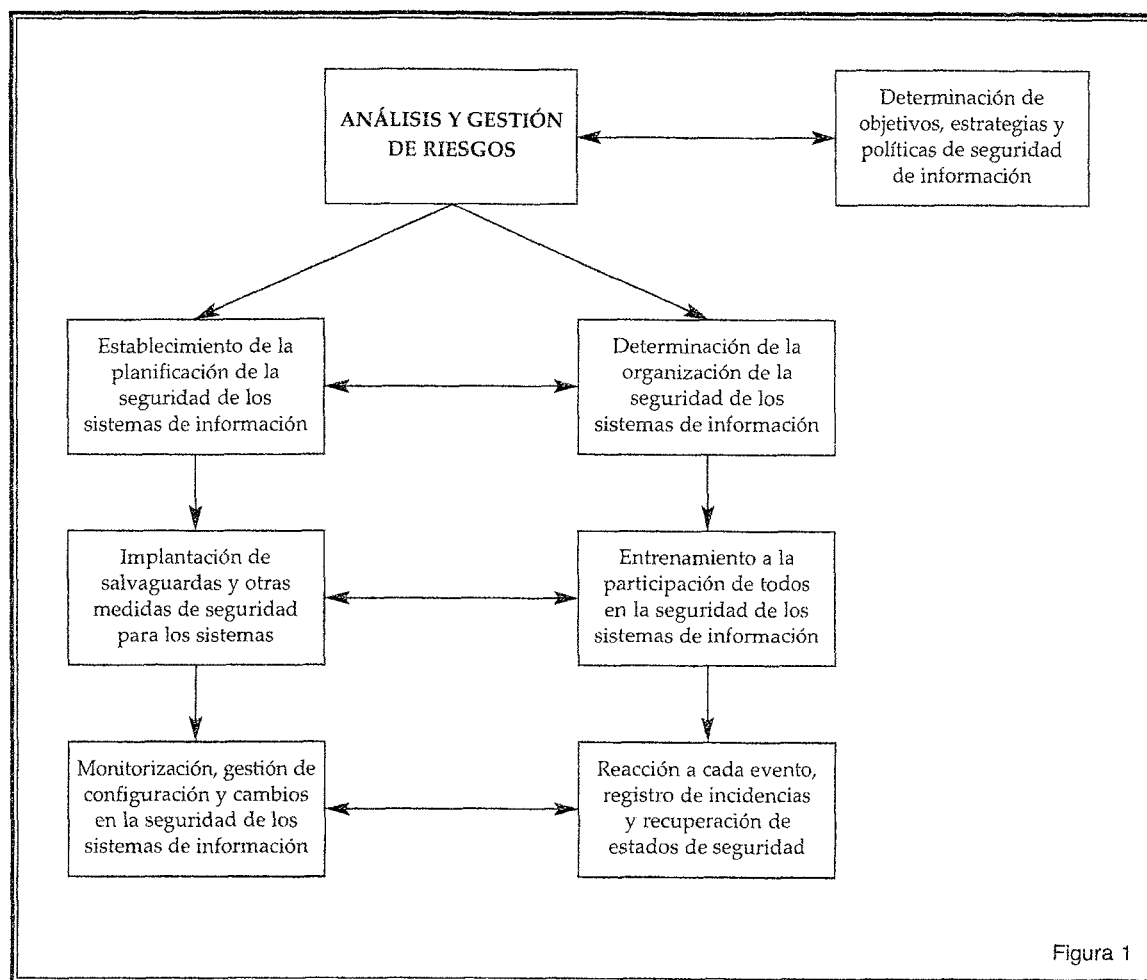 ANÁLISIS Y GESTIÓN
DE RIESGOS
Determinación de
objetivos, estrategias y
políticas de seguridad
de información
Establecimiento de la
planificación de la
seguridad de los
sistemas de información
Determinación de la
organización de la
seguridad de los
sistemas de información
Implantación de
salvaguardas y otras
medidas de seguridad
para los sistemas
Entrenamiento a la
participación de todos
en la seguridad de los
sistemas de información
Monitorización, gestión de
configuración y cambios
en la seguridad de los
sistemas de información
Reacción a cada evento,
registro de incidencias
y recuperación de
estados de seguridad
Figura 1